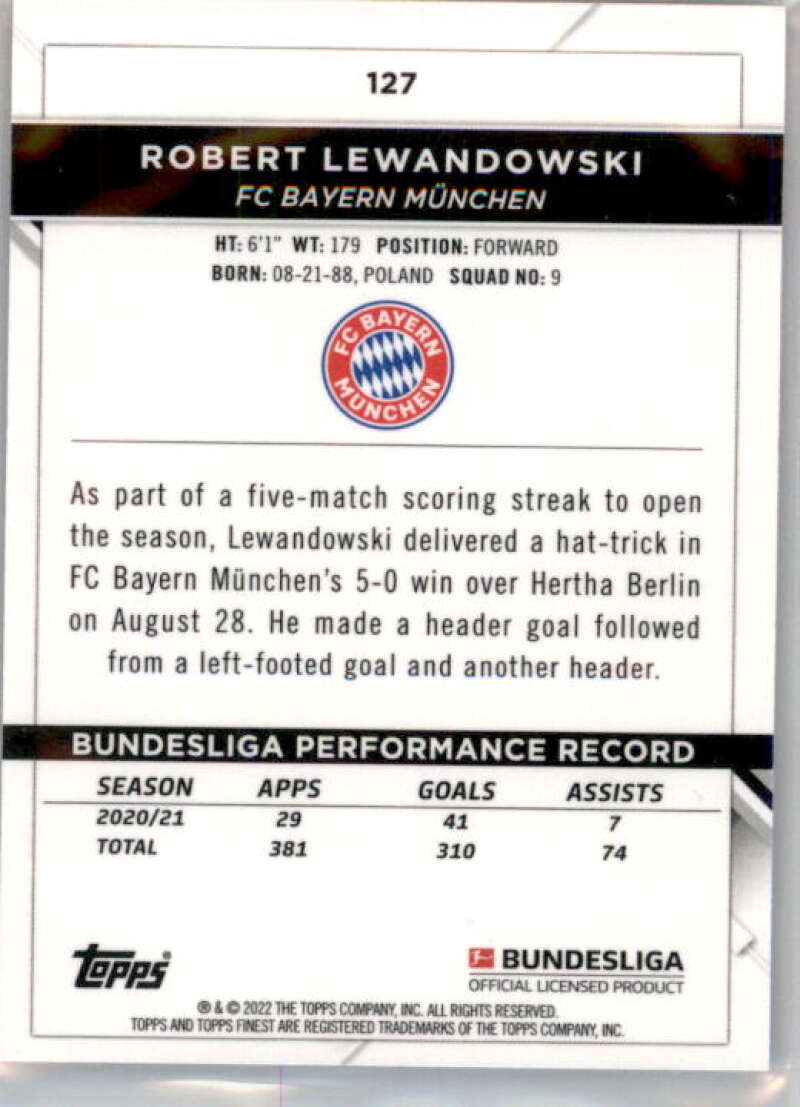 127
ROBERT LEWANDOWSKI
FC BAYERN MÜNCHEN
HT: 6'1" WT: 179 POSITION: FORWARD
BORN: 08-21-88, POLAND SQUAD NO: 9
FC BAYERN
MÜNCHEN
As part of a five-match scoring streak to open
the season, Lewandowski delivered a hat-trick in
FC Bayern München's 5-0 win over Hertha Berlin
on August 28. He made a header goal followed
from a left-footed goal and another header.
BUNDESLIGA PERFORMANCE RECORD
SEASON APPS GOALS ASSISTS
2020/21 29 41 7
TOTAL 381 310 74
topps®
BUNDESLIGA
OFFICIAL LICENSED PRODUCT
® & © 2022 THE TOPPS COMPANY, INC. ALL RIGHTS RESERVED.
TOPPS AND TOPPS FINEST ARE REGISTERED TRADEMARKS OF THE TOPPS COMPANY, INC.